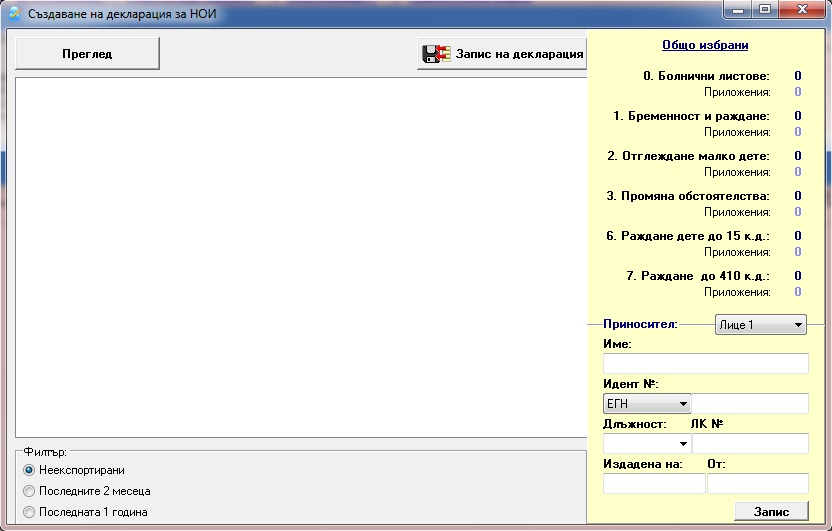 Създаване на декларация за НОИ
Преглед
Запис на декларация
Филтър:
Неекспортирани
Последните 2 месеца
Последната 1 година
Общо избрани
0. Болнични листове: 0
Приложения: 0
1. Бременност и раждане: 0
Приложения: 0
2. Отглеждане малко дете: 0
Приложения: 0
3. Промяна обстоятелства: 0
Приложения: 0
6. Раждане дете до 15 к.д.: 0
Приложения: 0
7. Раждане до 410 к.д.: 0
Приложения: 0
Приносител: Лице 1
Име:
Идент №:
ЕГН
Длъжност: ЛК №
Издадена на: От:
Запис